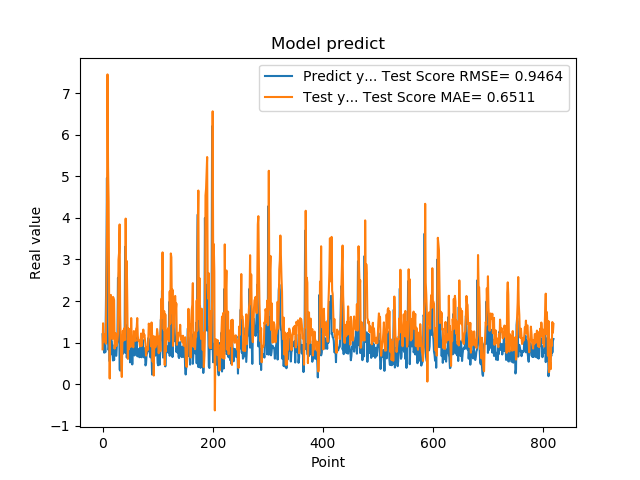 Model predict
Predict y... Test Score RMSE= 0.9464
Test y... Test Score MAE= 0.6511
7
6
5
4
3
2
1
0
−1
Real value
0 200 400 600 800
Point